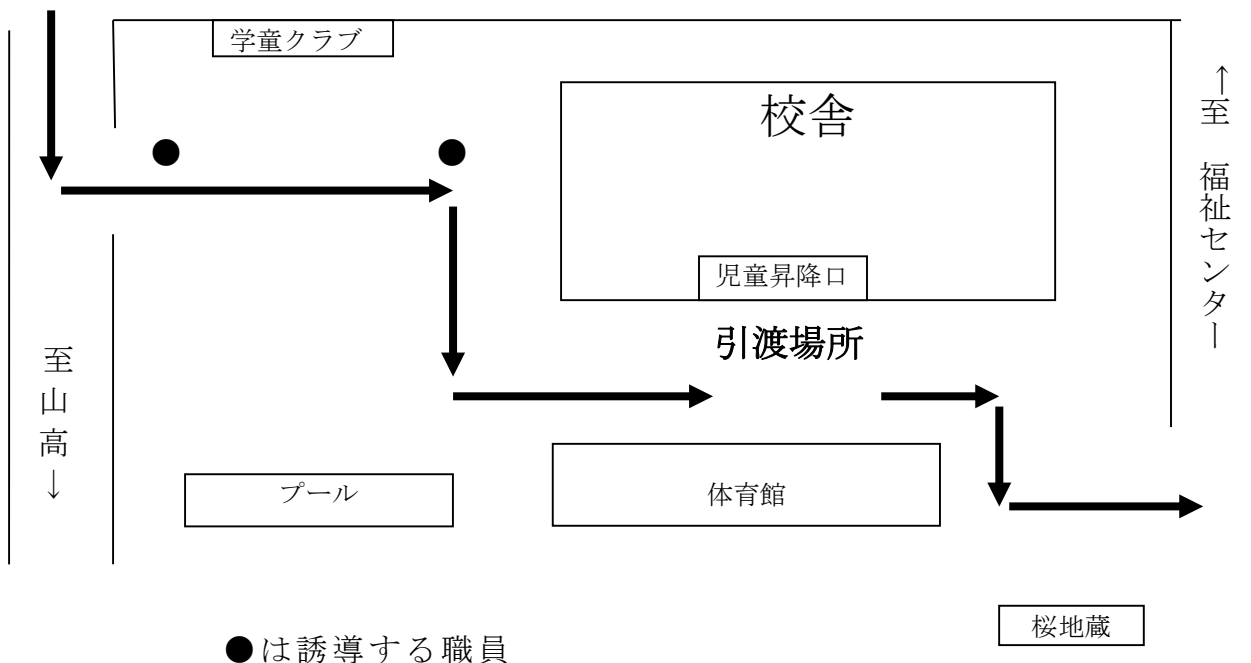 学童クラブ
校舎
↑至 福祉センター
児童昇降口
引渡場所
至山高↓
プール
体育館
桜地蔵
●は誘導する職員